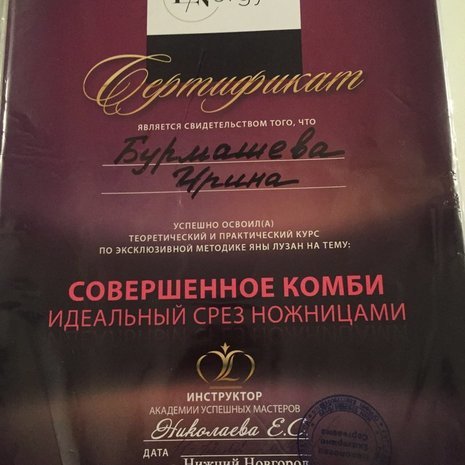 Сертификат
ЯВЛЯЕТСЯ СВИДЕТЕЛЬСТВОМ ТОГО, ЧТО
Бурмашева
Ирина
УСПЕШНО ОСВОИЛ(А)
ТЕОРЕТИЧЕСКИЙ И ПРАКТИЧЕСКИЙ КУРС
ПО ЭКСКЛЮЗИВНОЙ МЕТОДИКЕ ЯНЫ ЛУЗАН НА ТЕМУ:
СОВЕРШЕННОЕ КОМБИ
ИДЕАЛЬНЫЙ СРЕЗ НОЖНИЦАМИ
ИНСТРУКТОР
АКАДЕМИИ УСПЕШНЫХ МАСТЕРОВ
Николаева Е.С.
ДАТА
Нижний Новгород